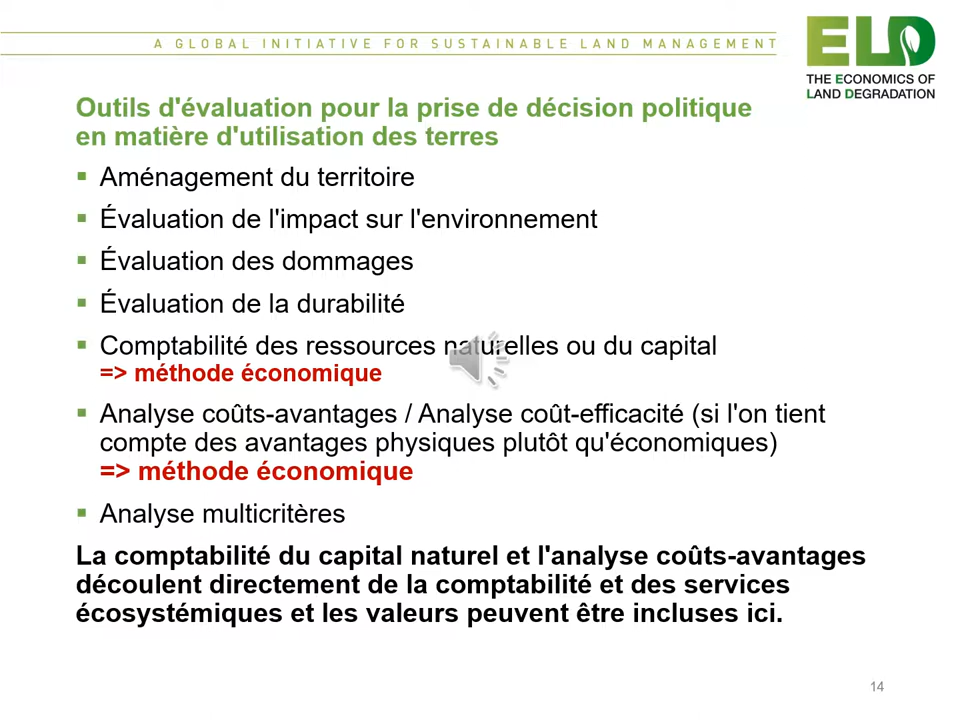 A GLOBAL INITIATIVE FOR SUSTAINABLE LAND MANAGEMENT
ELD
THE ECONOMICS OF
LAND DEGRADATION
Outils d'évaluation pour la prise de décision politique
en matière d'utilisation des terres
▪ Aménagement du territoire
▪ Évaluation de l'impact sur l'environnement
▪ Évaluation des dommages
▪ Évaluation de la durabilité
▪ Comptabilité des ressources naturelles ou du capital
=> méthode économique
▪ Analyse coûts-avantages / Analyse coût-efficacité (si l'on tient
compte des avantages physiques plutôt qu'économiques)
=> méthode économique
▪ Analyse multicritères
La comptabilité du capital naturel et l'analyse coûts-avantages
découlent directement de la comptabilité et des services
écosystémiques et les valeurs peuvent être incluses ici.
14